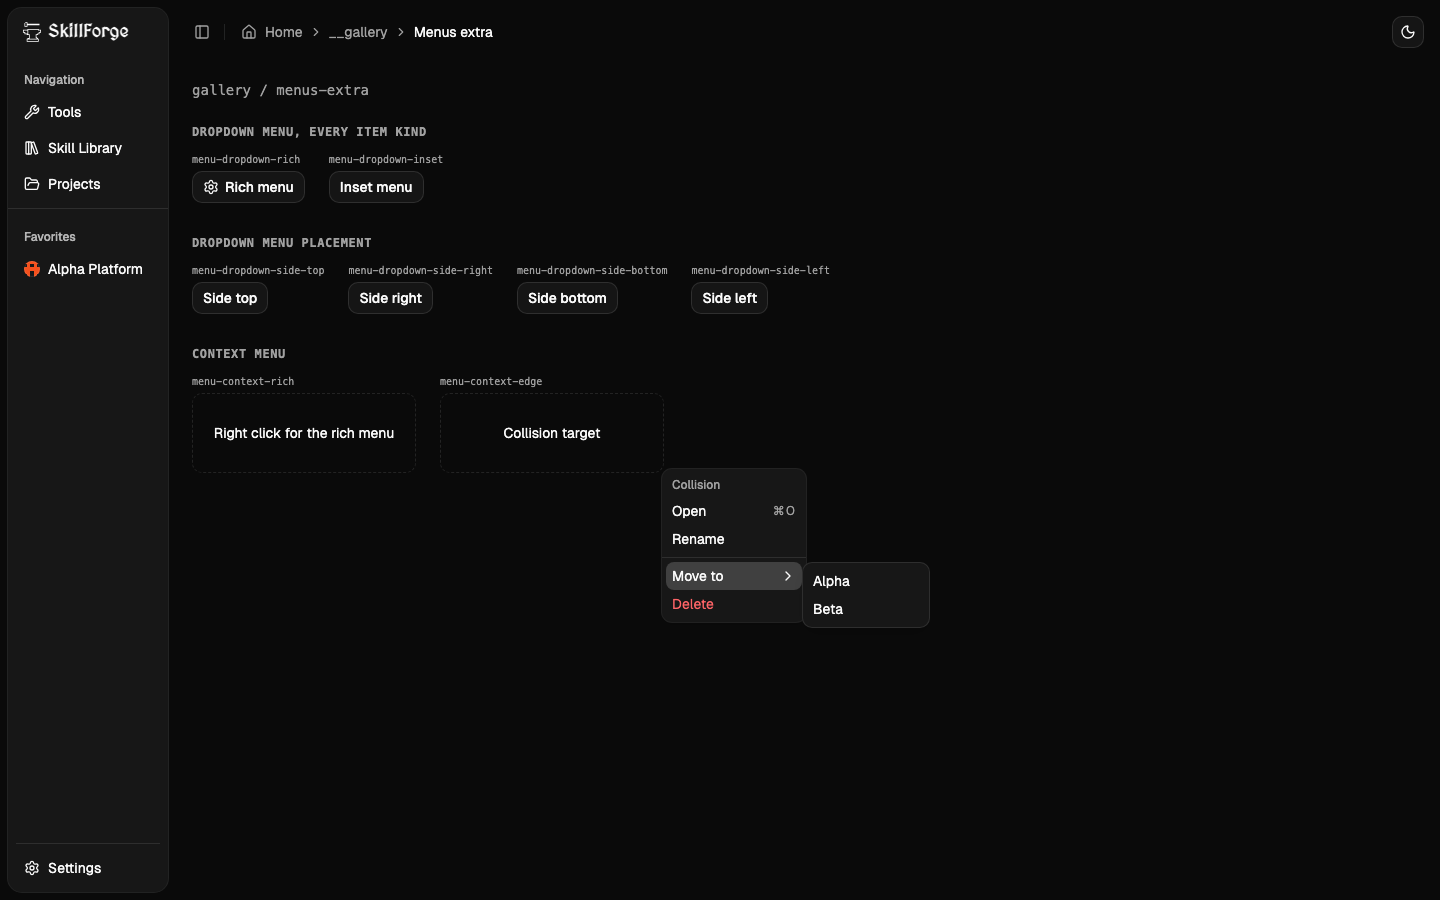 SkillForge
Home > __gallery > Menus extra
Navigation
Tools
Skill Library
Projects
Favorites
Alpha Platform
Settings
gallery / menus-extra
DROPDOWN MENU, EVERY ITEM KIND
menu-dropdown-rich menu-dropdown-inset
Rich menu Inset menu
DROPDOWN MENU PLACEMENT
menu-dropdown-side-top menu-dropdown-side-right menu-dropdown-side-bottom menu-dropdown-side-left
Side top Side right Side bottom Side left
CONTEXT MENU
menu-context-rich menu-context-edge
Right click for the rich menu Collision target
Collision
Open ⌘O
Rename
Move to
Delete
Alpha
Beta